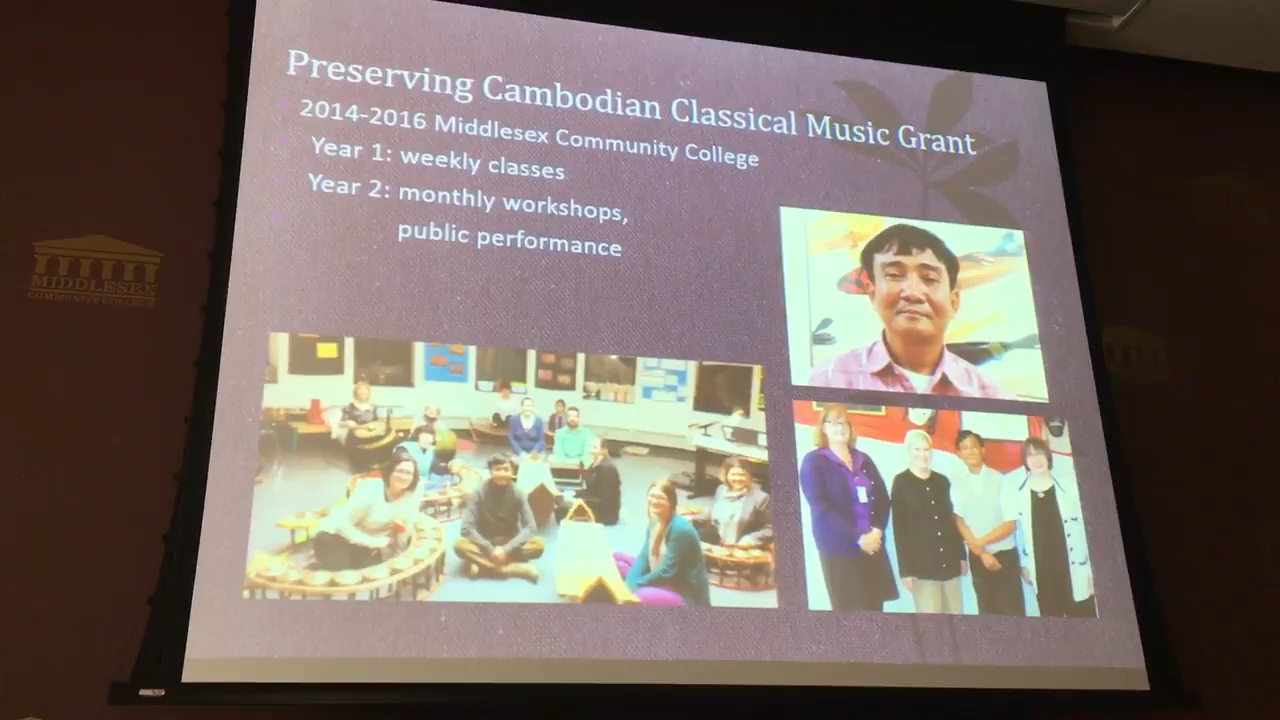 Preserving Cambodian Classical Music Grant
2014-2016 Middlesex Community College
Year 1: weekly classes
Year 2: monthly workshops,
public performance
MIDDLESEX
COMMUNITY COLLEGE